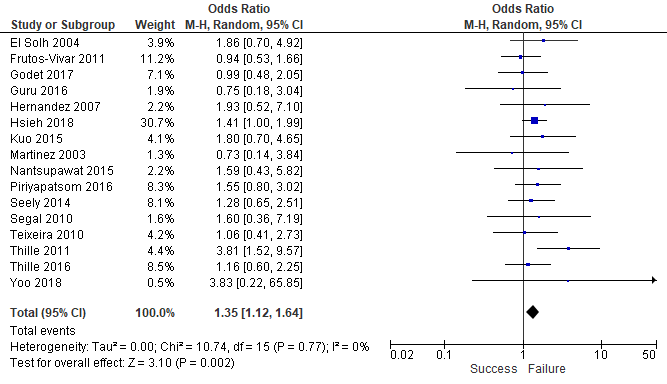 Odds Ratio Odds Ratio
Study or Subgroup Weight M-H, Random, 95% CI M-H, Random, 95% CI
El Solh 2004 3.9% 1.86 [0.70, 4.92]
Frutos-Vivar 2011 11.2% 0.94 [0.53, 1.66]
Godet 2017 7.1% 0.99 [0.48, 2.05]
Guru 2016 1.9% 0.75 [0.18, 3.04]
Hernandez 2007 2.2% 1.93 [0.52, 7.10]
Hsieh 2018 30.7% 1.41 [1.00, 1.99]
Kuo 2015 4.4% 1.80 [0.70, 4.65]
Martinez 2003 1.3% 0.73 [0.14, 3.84]
Nantsupawat 2015 2.2% 1.59 [0.43, 5.82]
Piriyapatsom 2016 8.3% 1.55 [0.80, 3.02]
Seely 2014 8.1% 1.28 [0.65, 2.51]
Segal 2010 1.6% 1.60 [0.36, 7.19]
Teixeira 2010 4.2% 1.06 [0.41, 2.73]
Thille 2011 4.4% 3.81 [1.52, 9.57]
Thille 2016 8.5% 1.16 [0.60, 2.25]
Yoo 2018 0.5% 3.83 [0.22, 65.85]
Total (95% CI) 100.0% 1.35 [1.12, 1.64]
Total events
Heterogeneity: Tau² = 0.00; Chi² = 10.74, df = 15 (P = 0.77); I² = 0%
Test for overall effect: Z = 3.10 (P = 0.002)
0.02 0.1 1 10 50
Success Failure